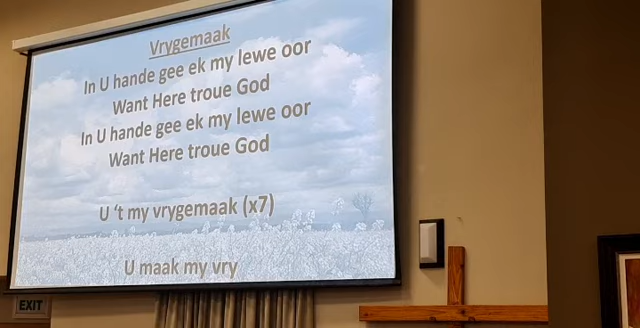 Vrygemaak
In U hande gee ek my lewe oor
Want Here troue God
In U hande gee ek my lewe oor
Want Here troue God
U 't my vrygemaak (x7)
U maak my vry
EXIT